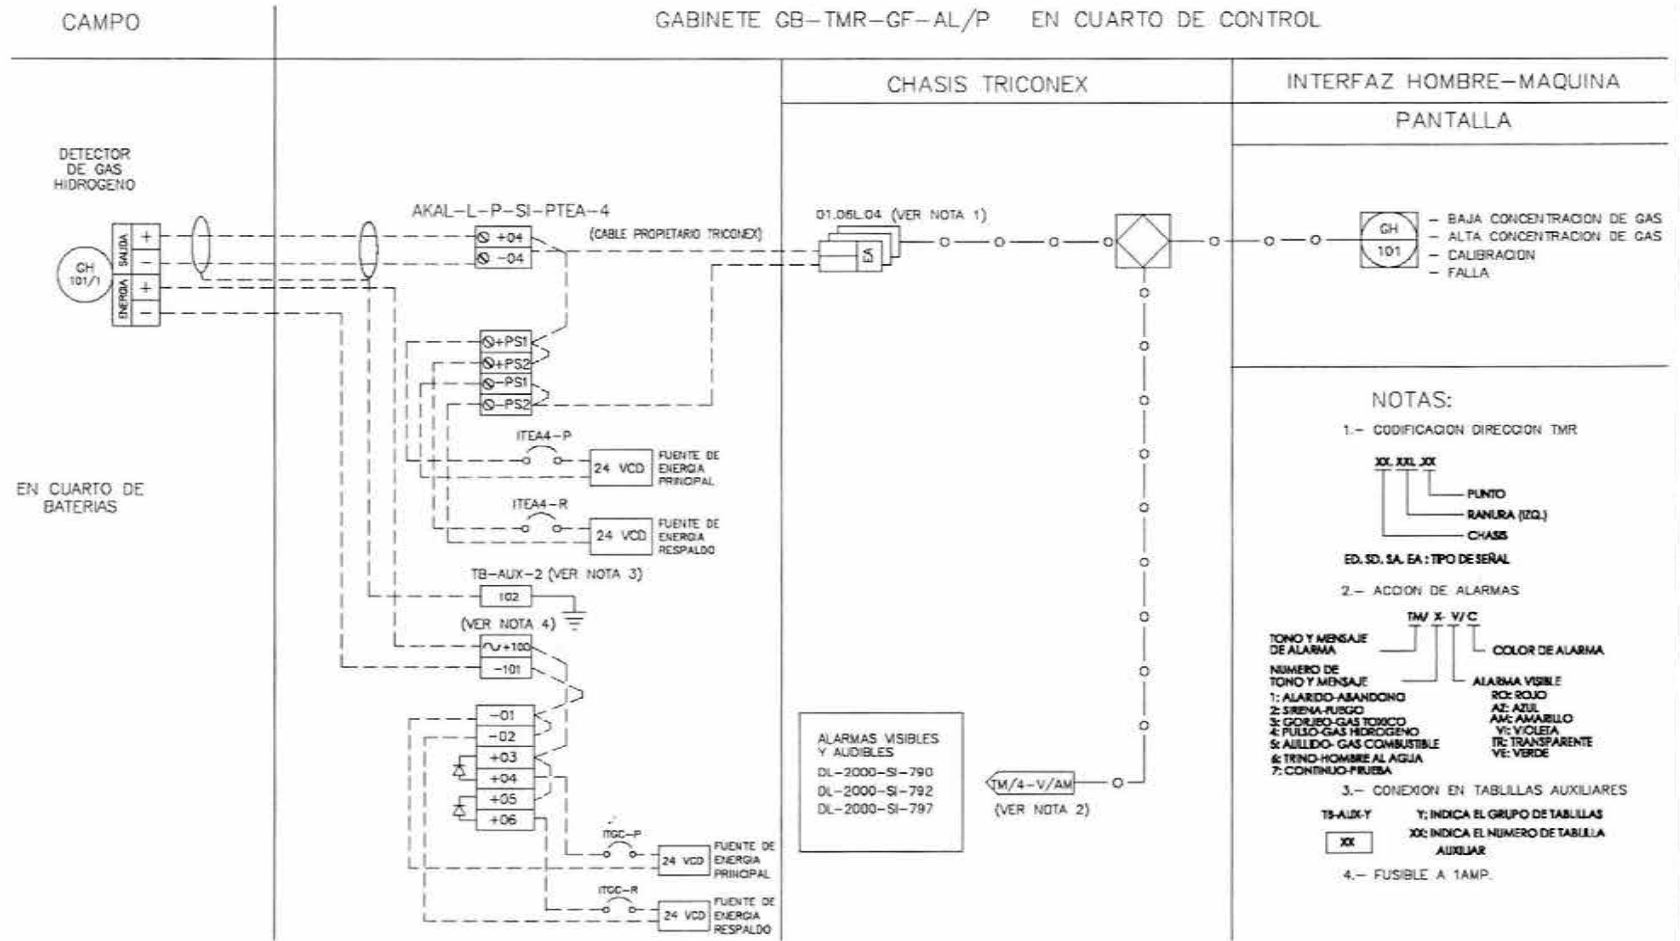 CAMPO
GABINETE GB-TMR-GF-AL/P EN CUARTO DE CONTROL
CHASIS TRICONEX
INTERFAZ HOMBRE-MAQUINA
PANTALLA
DETECTOR
DE GAS
HIDROGENO
GH
101/1
SALIDA
+
-
ENERGIA
+
-
EN CUARTO DE
BATERIAS
AKAL-L-P-SI-PTEA-4
+04
-04
(CABLE PROPIETARIO TRICONEX)
+PS1
+PS2
-PS1
-PS2
ITEA4-P
24 VCD
FUENTE DE
ENERGIA
PRINCIPAL
ITEA4-R
24 VCD
FUENTE DE
ENERGIA
RESPALDO
TB-AUX-2 (VER NOTA 3)
102
(VER NOTA 4)
+100
-101
-01
-02
+03
+04
+05
+06
ITGC-P
24 VCD
FUENTE DE
ENERGIA
PRINCIPAL
ITGC-R
24 VCD
FUENTE DE
ENERGIA
RESPALDO
01.06L.04 (VER NOTA 1)
EA
ALARMAS VISIBLES
Y AUDIBLES
DL-2000-SI-790
DL-2000-SI-792
DL-2000-SI-797
TM/4-V/AM
(VER NOTA 2)
GH
101
- BAJA CONCENTRACION DE GAS
- ALTA CONCENTRACION DE GAS
- CALIBRACION
- FALLA
NOTAS:
1.- CODIFICACION DIRECCION TMR
XX. XXL .XX
PUNTO
RANURA (IZQ.)
CHASIS
ED. SD. SA. EA : TIPO DE SEÑAL
2.- ACCION DE ALARMAS
TM/ X- V/ C
TONO Y MENSAJE
DE ALARMA
COLOR DE ALARMA
NUMERO DE
TONO Y MENSAJE
ALARMA VISIBLE
1: ALARIDO-ABANDONO
2: SIRENA-FUEGO
3: GORJEO-GAS TOXICO
4: PULSO-GAS HIDROGENO
5: AULLIDO- GAS COMBUSTIBLE
6: TRINO-HOMBRE AL AGUA
7: CONTINUO-PRUEBA
RO: ROJO
AZ: AZUL
AM: AMARILLO
VI: VIOLETA
TR: TRANSPARENTE
VE: VERDE
3.- CONEXION EN TABLILLAS AUXILIARES
TB-AUX-Y
Y; INDICA EL GRUPO DE TABLILLAS
XX
XX; INDICA EL NUMERO DE TABLILLA
AUXILIAR
4.- FUSIBLE A 1AMP.